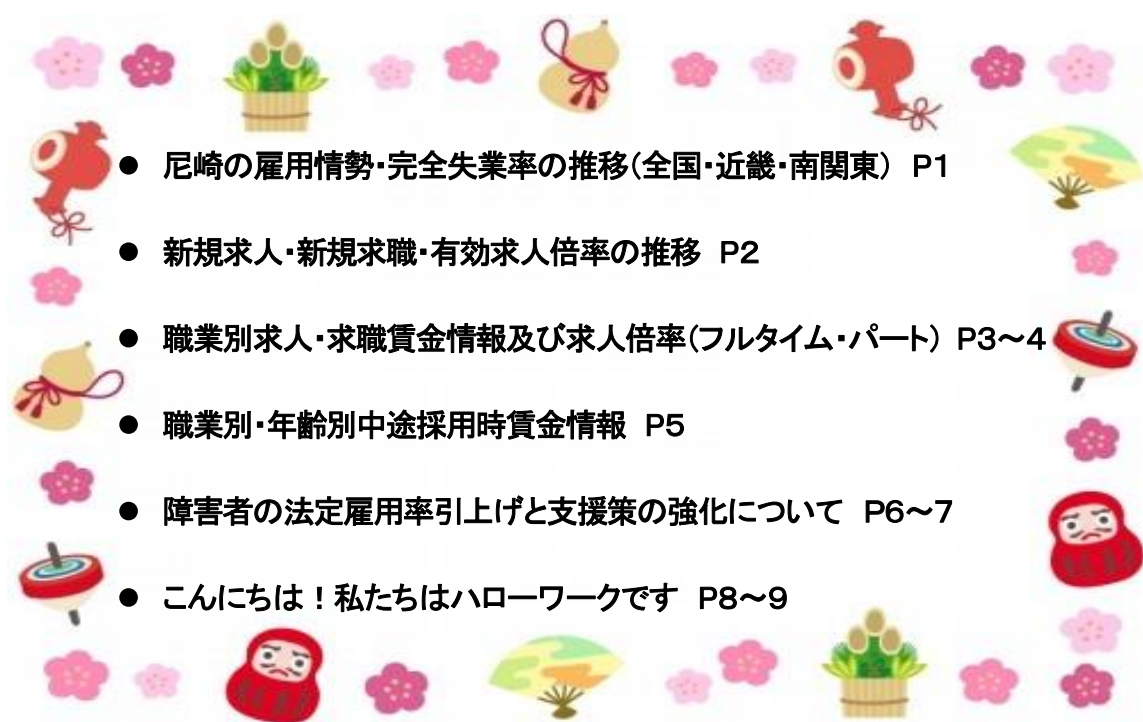 ● 尼崎の雇用情勢・完全失業率の推移（全国・近畿・南関東） P1
● 新規求人・新規求職・有効求人倍率の推移 P2
● 職業別求人・求職賃金情報及び求人倍率（フルタイム・パート） P3～4
● 職業別・年齢別中途採用時賃金情報 P5
● 障害者の法定雇用率引上げと支援策の強化について P6～7
● こんにちは！私たちはハローワークです P8～9